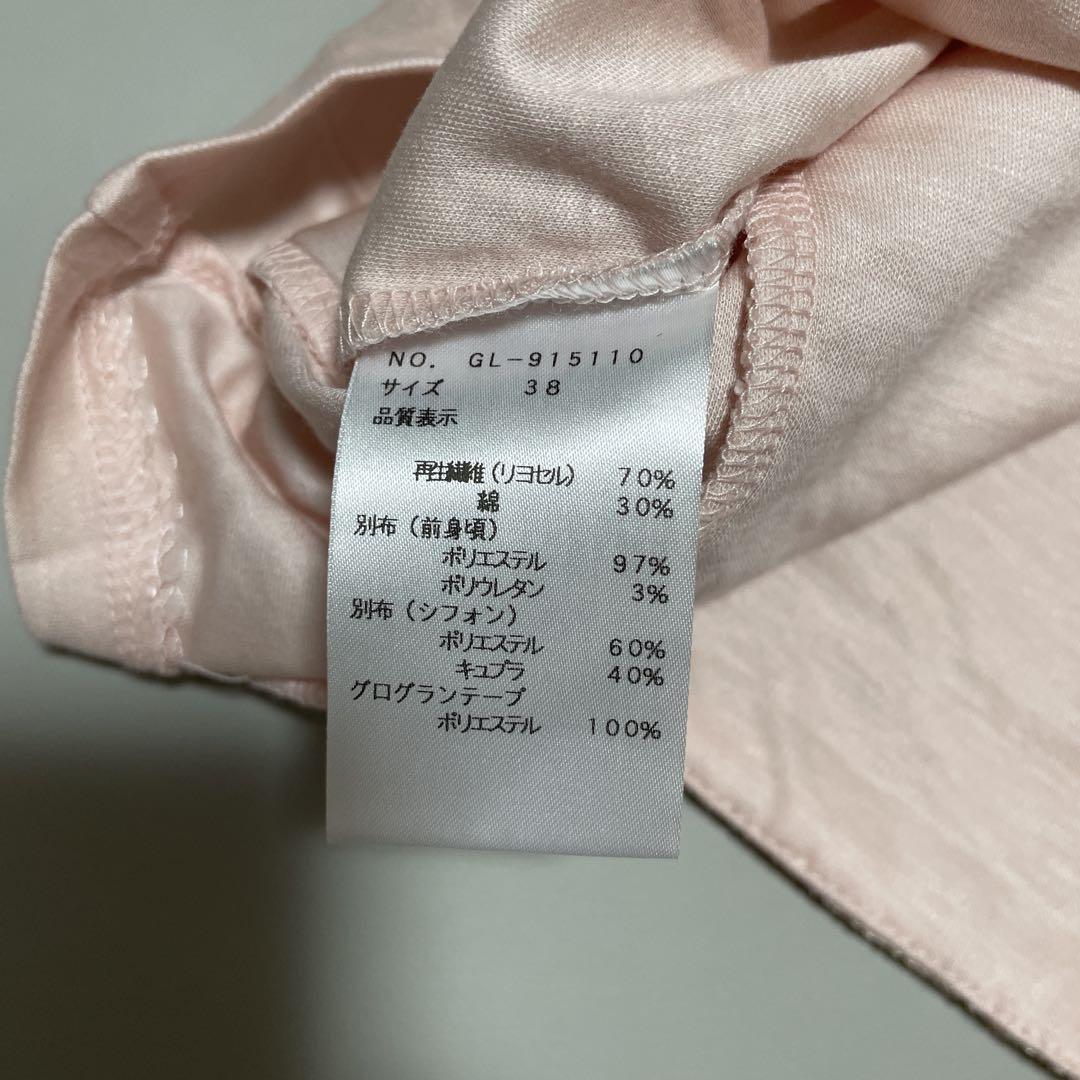 NO. GL-915110
サイズ 38
品質表示
再生繊維(リヨセル) 70%
綿 30%
別布(前身頃)
ポリエステル 97%
ポリウレタン 3%
別布(シフォン)
ポリエステル 60%
キュプラ 40%
グログランテープ
ポリエステル 100%